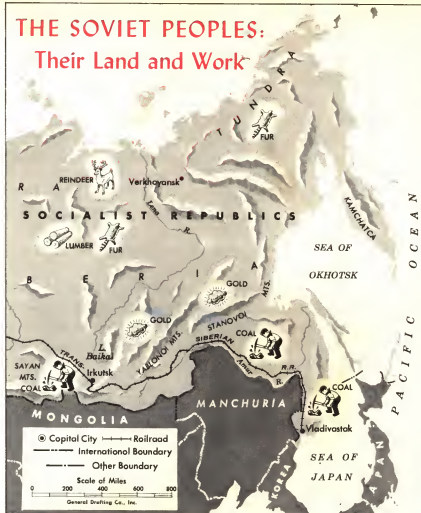 THE SOVIET PEOPLES:
Their Land and Work
TUNDRA
FUR
REINDEER
Verkhoyansk
R A
Lena R.
SOCIALIST REPUBLICS
KAMCHATCA
LUMBER
FUR
SEA OF
OKHOTSK
PACIFIC OCEAN
B E R I A
GOLD
GOLD
STANOVOI MTS.
YABLONOI MTS.
L.
Baikal
COAL
SAYAN
MTS.
COAL
TRANS-SIBERIAN R.R.
Irkutsk
Amur R.
COAL
MONGOLIA
MANCHURIA
Vladivostak
KOREA
SEA OF
JAPAN
JAPAN
Capital City Railroad
International Boundary
Other Boundary
Scale of Miles
0 200 400 600 800
General Drafting Co., Inc.